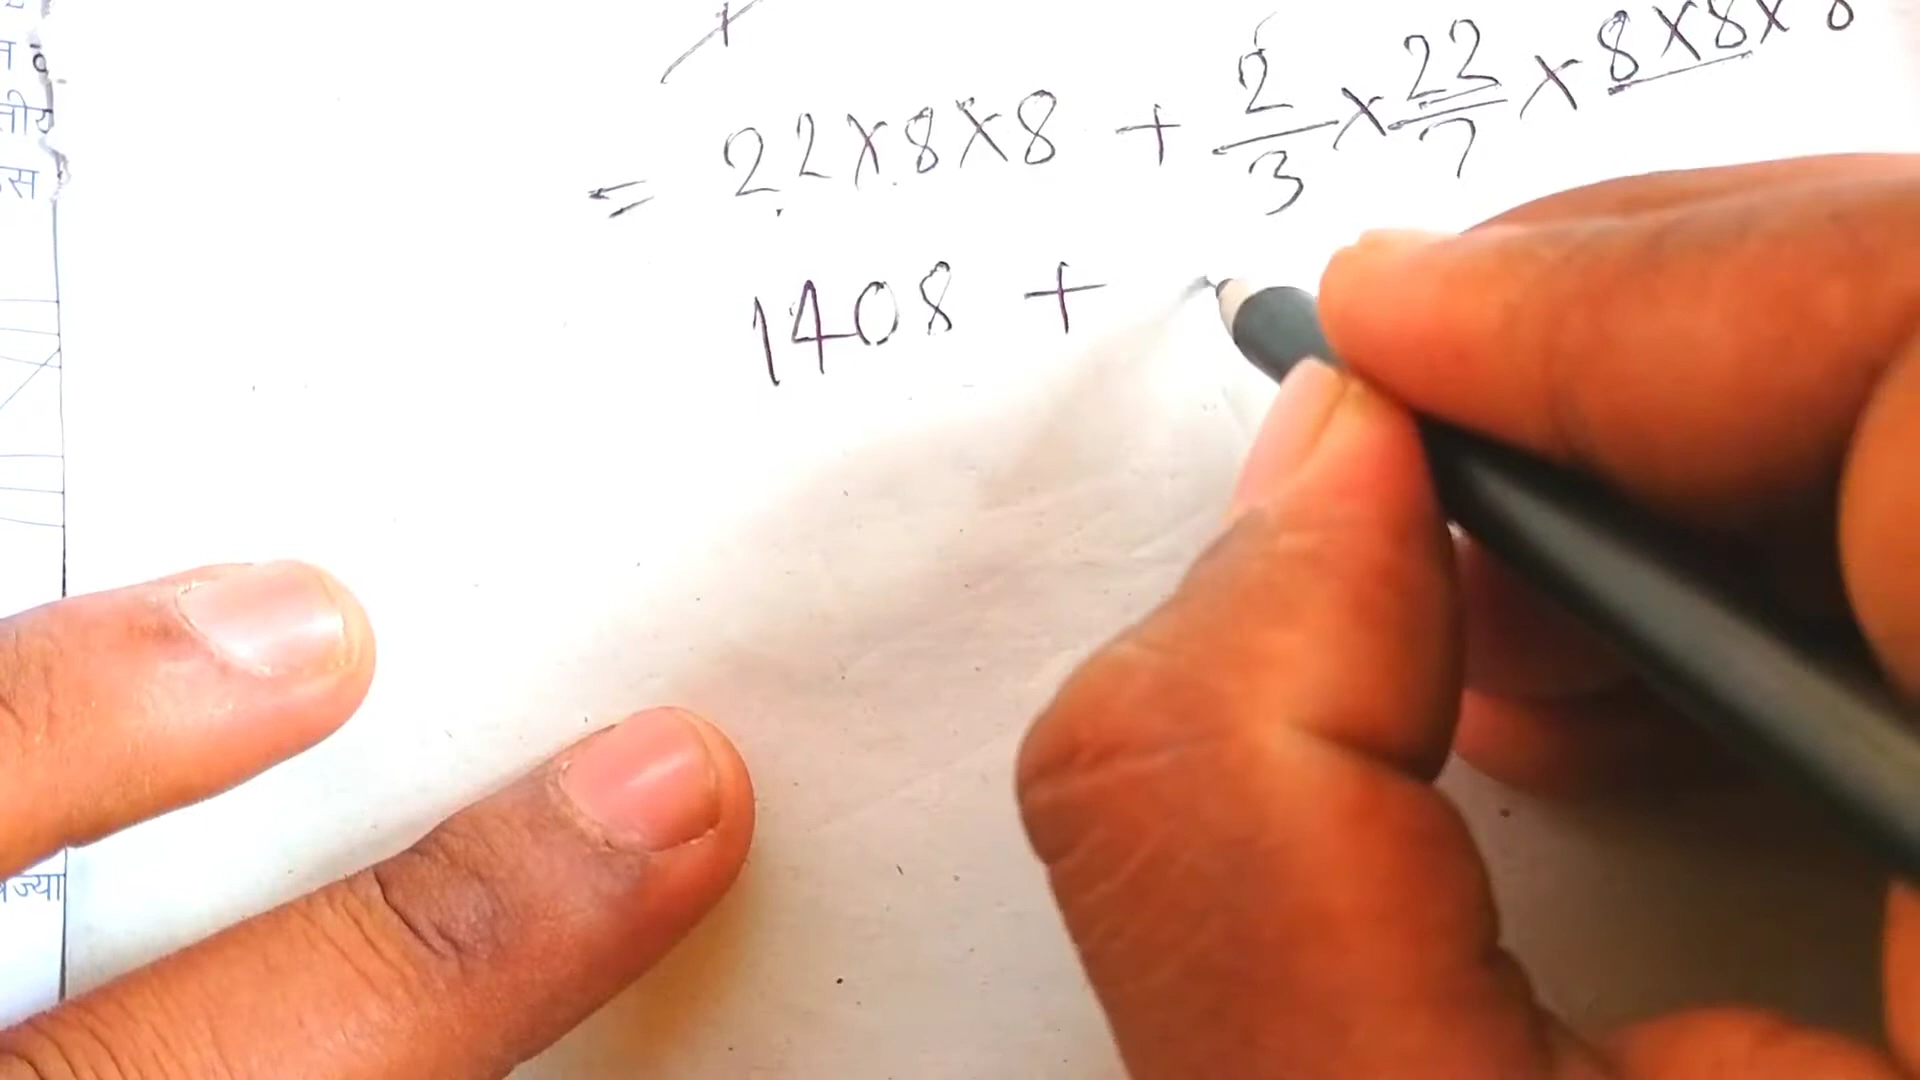 = 22×8×8 + 2/3 × 22/7 × 8×8×8
1408 +